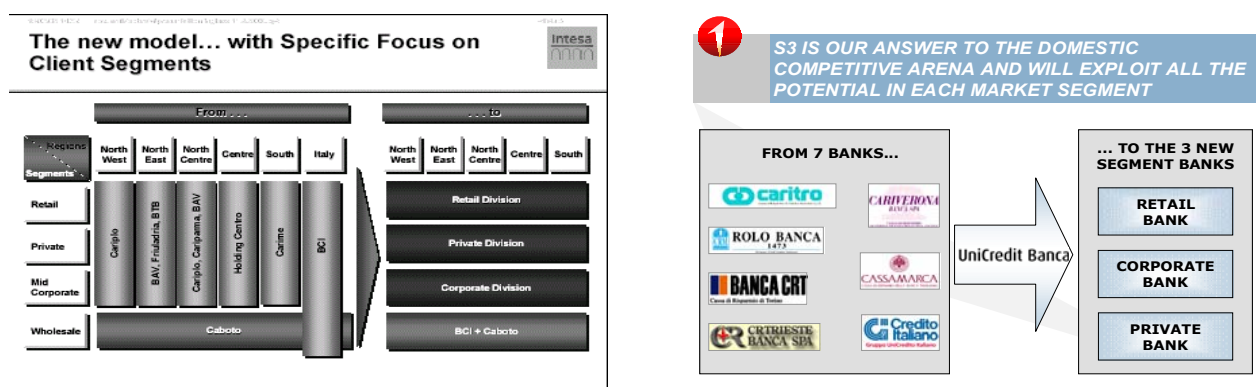 The new model... with Specific Focus on
Client Segments
Intesa
From . . .
. . . to
Regions
Segments
North West
North East
North Centre
Centre
South
Italy
North West
North East
North Centre
Centre
South
Retail
Private
Mid Corporate
Wholesale
Cariplo
BAV, Friuladria, BTB
Cariplo, Cariparma, BAV
Holding Centro
Carime
BCI
Caboto
Retail Division
Private Division
Corporate Division
BCI + Caboto
1
S3 IS OUR ANSWER TO THE DOMESTIC
COMPETITIVE ARENA AND WILL EXPLOIT ALL THE
POTENTIAL IN EACH MARKET SEGMENT
FROM 7 BANKS...
caritro
CARIVERONA
BANCA SPA
ROLO BANCA
1473
BANCA CRT
Cassa di Risparmio di Torino
CASSAMARCA
CRTRIESTE
BANCA SPA
Credito
Italiano
Gruppo UniCredito Italiano
UniCredit Banca
... TO THE 3 NEW
SEGMENT BANKS
RETAIL
BANK
CORPORATE
BANK
PRIVATE
BANK